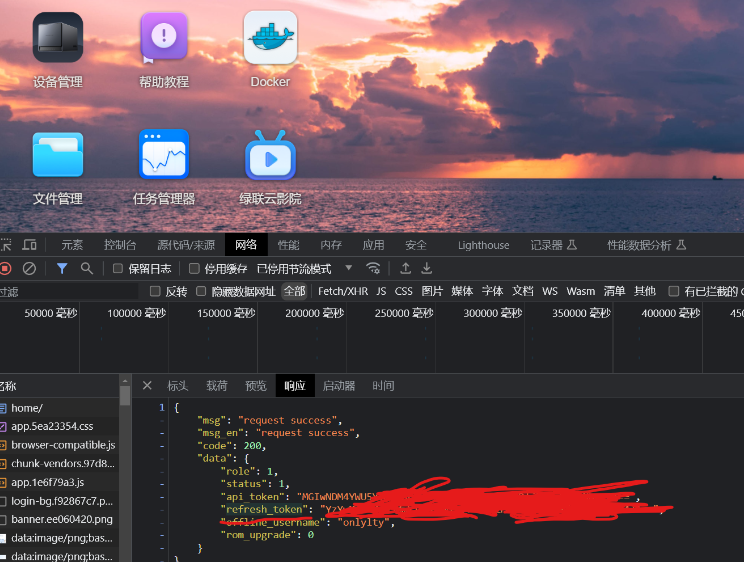 设备管理 帮助教程 Docker
文件管理 任务管理器 绿联云影院
元素 控制台 源代码/来源 网络 性能 内存 应用 安全 Lighthouse 记录器 性能数据分析
保留日志 停用缓存 已停用节流模式
过滤 反转 隐藏数据网址 全部 Fetch/XHR JS CSS 图片 媒体 字体 文档 WS Wasm 清单 其他 有已拦截的 C
50000 毫秒 100000 毫秒 150000 毫秒 200000 毫秒 250000 毫秒 300000 毫秒 350000 毫秒 400000 毫秒 450
名称 × 标头 载荷 预览 响应 启动器 时间
home/
app.5ea23354.css
browser-compatible.js
chunk-vendors.97d8...
app.1e6f79a3.js
login-bg.f92867c7.p...
banner.ee060420.png
data:image/png;bas...
data:image/png;bas...
1 {
- "msg": "request success",
- "msg_en": "request success",
- "code": 200,
- "data": {
- "role": 1,
- "status": 1,
- "api_token": "MGIwNDM4YWU5Y
- "refresh_token": "YzY
- "offline_username": "onlylty",
- "rom_upgrade": 0
- }
}